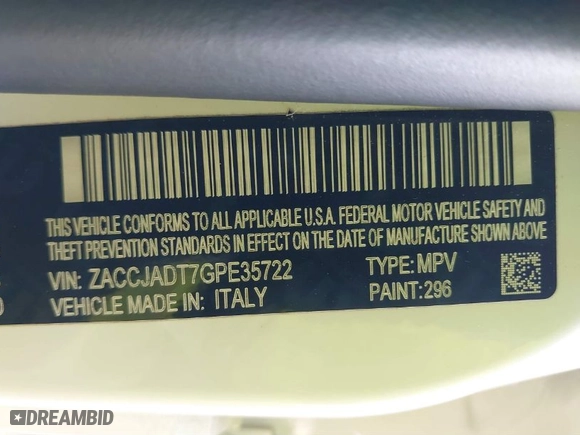 THIS VEHICLE CONFORMS TO ALL APPLICABLE U.S.A. FEDERAL MOTOR VEHICLE SAFETY AND
THEFT PREVENTION STANDARDS IN EFFECT ON THE DATE OF MANUFACTURE SHOWN ABOVE.
VIN: ZACCJADT7GPE35722 TYPE: MPV
VEHICLE MADE IN: ITALY PAINT: 296
DREAMBID